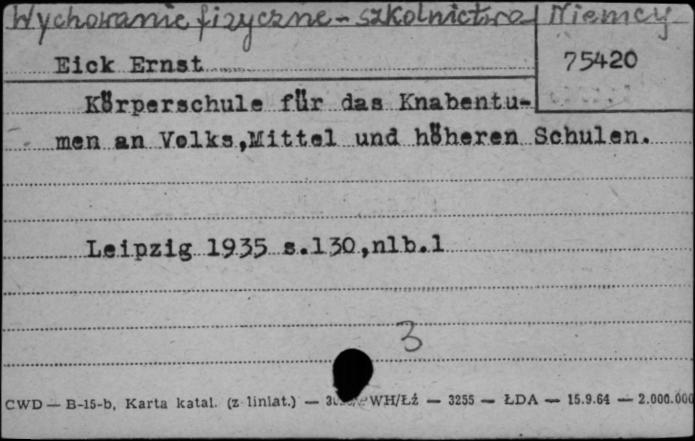 Wychowanie fizyczne - szkolnictwo Niemcy
75420
Eick Ernst
Körperschule für das Knabentu-
men an Volks,Mittel und höheren Schulen.
Leipzig 1935 s.130,nlb.1
3
CWD — B-15-b, Karta katal. (z liniat.) — WH/Łż — 3255 — ŁDA — 15.9.64 — 2.000.000